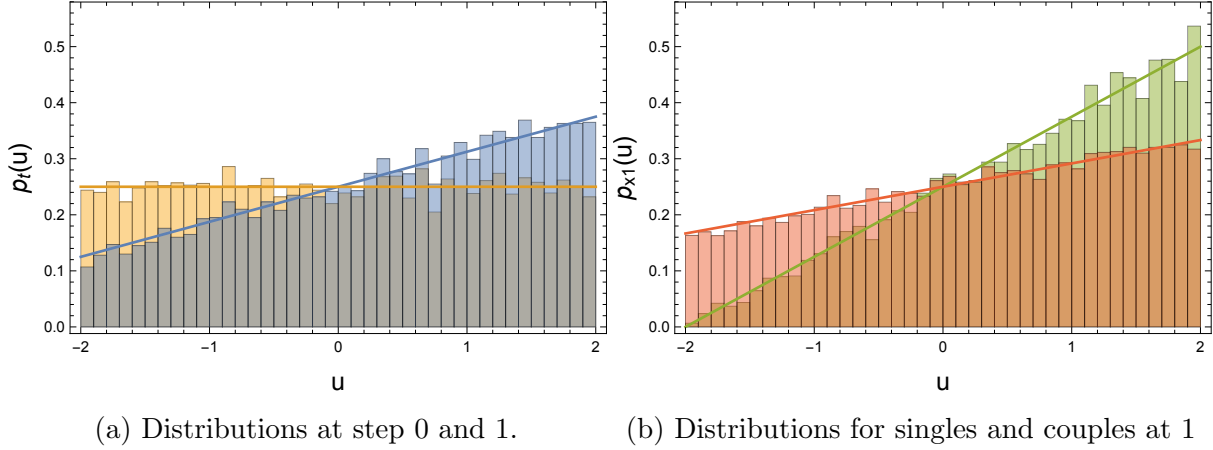 0.5
0.4
0.3
0.2
0.1
0.0
p_t(u)
-2 -1 0 1 2
u
0.5
0.4
0.3
0.2
0.1
0.0
p_x1(u)
-2 -1 0 1 2
u
(a) Distributions at step 0 and 1.
(b) Distributions for singles and couples at 1